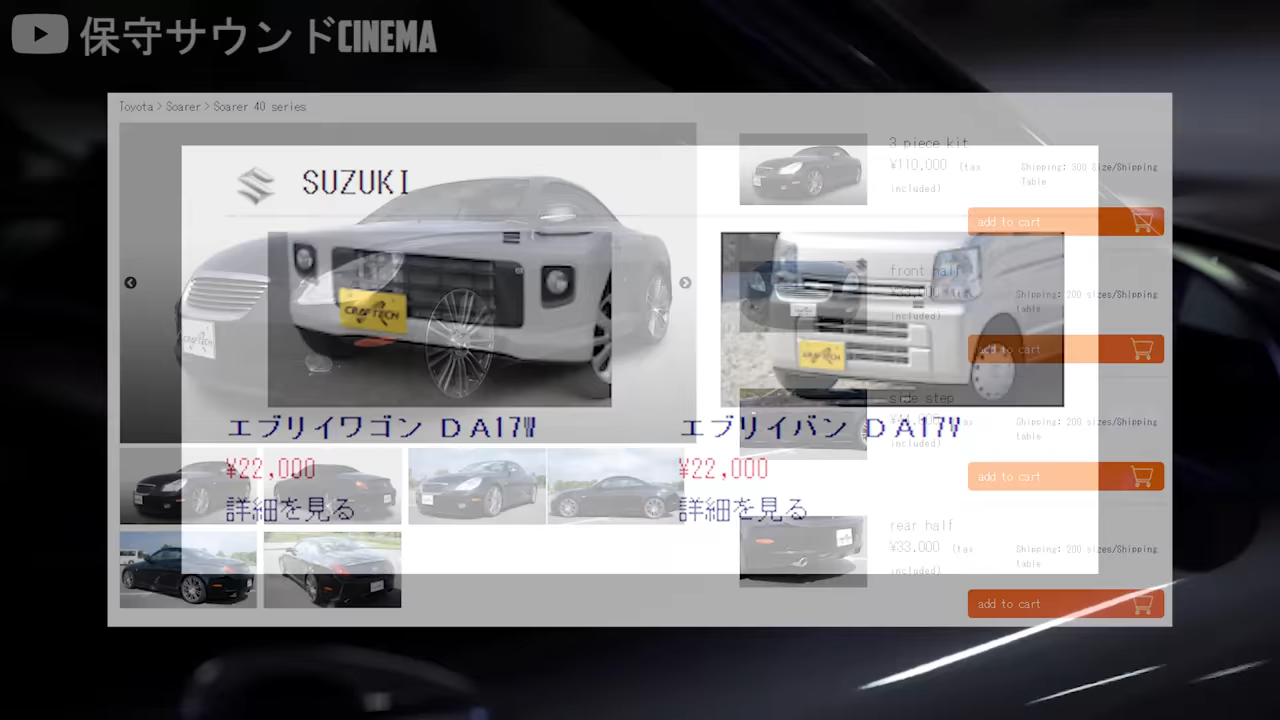 保守サウンドCINEMA
Toyota > Soarer > Soarer 40 series
SUZUKI
3 piece kit
¥110,000 (tax included)
Shipping: 300 Size/Shipping Table
add to cart
CRAFTECH
CRAFTECH
CRAFTECH
front half
(tax included)
Shipping: 200 sizes/Shipping table
add to cart
side step
included)
Shipping: 200 sizes/Shipping table
add to cart
エブリイワゴン DA17W
¥22,000
詳細を見る
エブリイバン DA17V
¥22,000
詳細を見る
rear half
¥33,000 (tax included)
Shipping: 200 sizes/Shipping table
add to cart